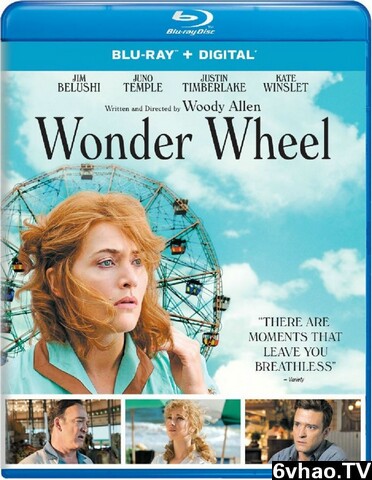 Blu-ray Disc
BLU-RAY™ + DIGITAL
JIM BELUSHI
JUNO TEMPLE
JUSTIN TIMBERLAKE
KATE WINSLET
Written and Directed by Woody Allen
Wonder Wheel
"THERE ARE
MOMENTS THAT
LEAVE YOU
BREATHLESS"
– Variety
6vhao.TV